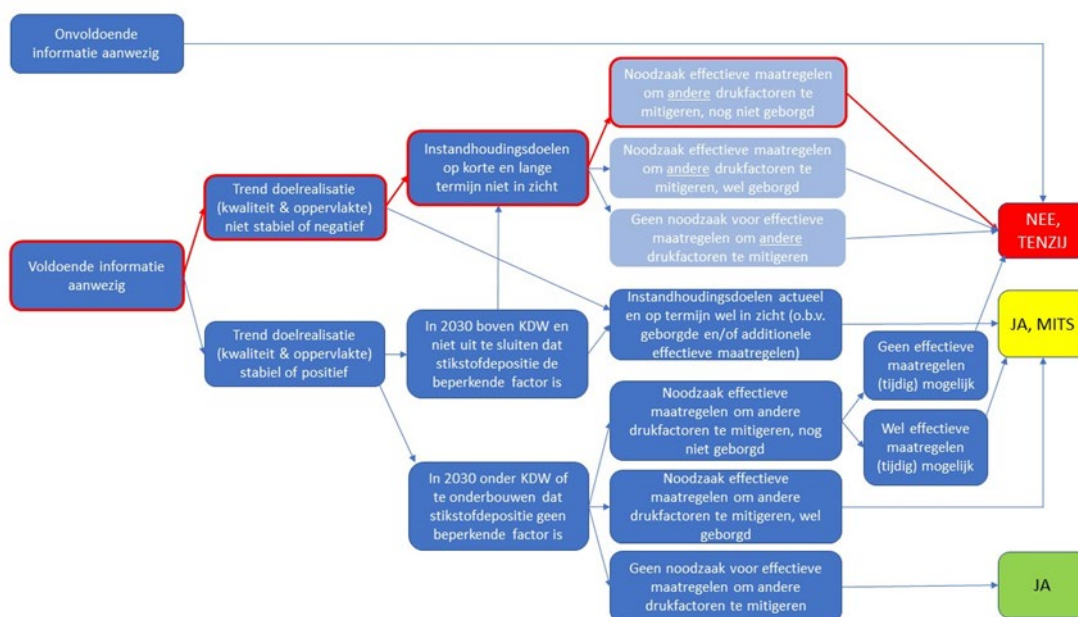 Onvoldoende
informatie aanwezig
Noodzaak effectieve maatregelen
om andere drukfactoren te
mitigeren, nog niet geborgd
Instandhoudingsdoelen
op korte en lange
termijn niet in zicht
Noodzaak effectieve maatregelen
om andere drukfactoren te
mitigeren, wel geborgd
Trend doelrealisatie
(kwaliteit & oppervlakte)
niet stabiel of negatief
Geen noodzaak voor effectieve
maatregelen om andere
drukfactoren te mitigeren
NEE,
TENZIJ
Voldoende informatie
aanwezig
Instandhoudingsdoelen actueel
en op termijn wel in zicht (o.b.v.
geborgde en/of additionele
effectieve maatregelen)
JA, MITS
Trend doelrealisatie
(kwaliteit & oppervlakte)
stabiel of positief
In 2030 boven KDW en
niet uit te sluiten dat
stikstofdepositie de
beperkende factor is
Geen effectieve
maatregelen
(tijdig) mogelijk
Noodzaak effectieve
maatregelen om andere
drukfactoren te mitigeren, nog
niet geborgd
Wel effectieve
maatregelen
(tijdig) mogelijk
In 2030 onder KDW of
te onderbouwen dat
stikstofdepositie geen
beperkende factor is
Noodzaak effectieve
maatregelen om andere
drukfactoren te mitigeren, wel
geborgd
Geen noodzaak voor effectieve
maatregelen om andere
drukfactoren te mitigeren
JA